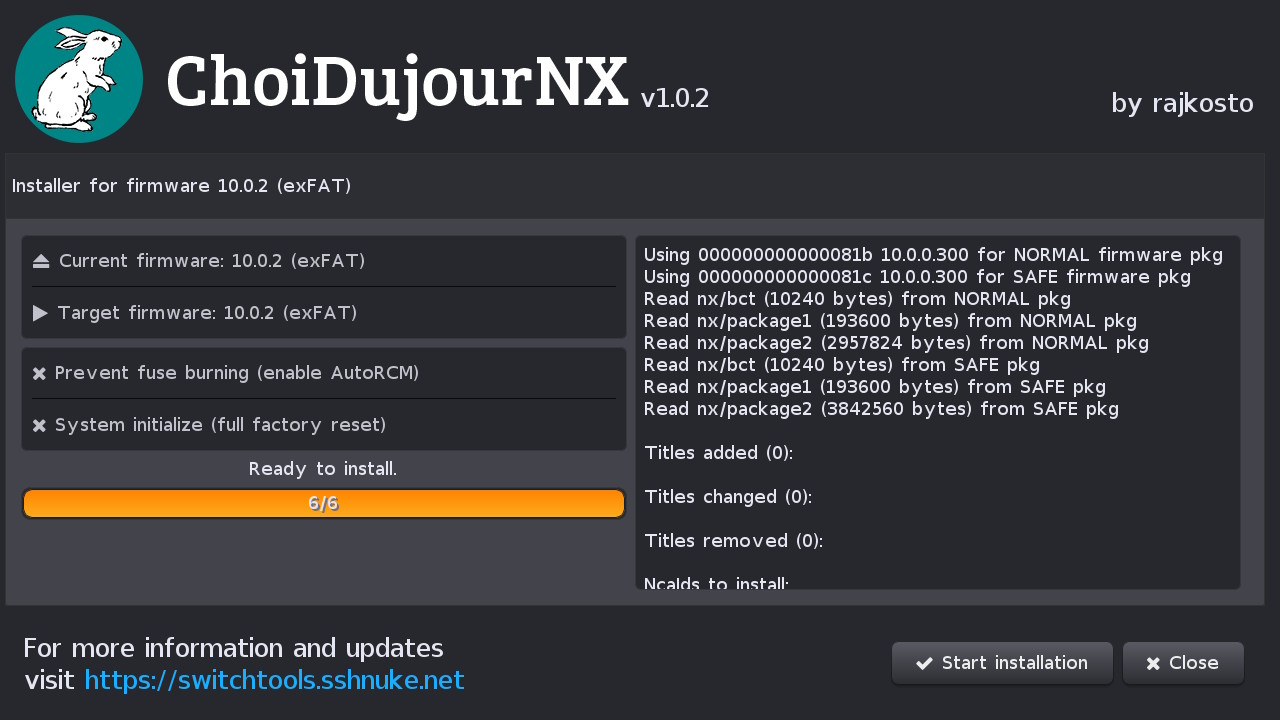 ChoiDujourNX v1.0.2
by rajkosto
Installer for firmware 10.0.2 (exFAT)
Current firmware: 10.0.2 (exFAT)
Target firmware: 10.0.2 (exFAT)
Prevent fuse burning (enable AutoRCM)
System initialize (full factory reset)
Ready to install.
6/6
Using 000000000000081b 10.0.0.300 for NORMAL firmware pkg
Using 000000000000081c 10.0.0.300 for SAFE firmware pkg
Read nx/bct (10240 bytes) from NORMAL pkg
Read nx/package1 (193600 bytes) from NORMAL pkg
Read nx/package2 (2957824 bytes) from NORMAL pkg
Read nx/bct (10240 bytes) from SAFE pkg
Read nx/package1 (193600 bytes) from SAFE pkg
Read nx/package2 (3842560 bytes) from SAFE pkg
Titles added (0):
Titles changed (0):
Titles removed (0):
NcaIds to install:
For more information and updates
visit https://switchtools.sshnuke.net
Start installation
Close